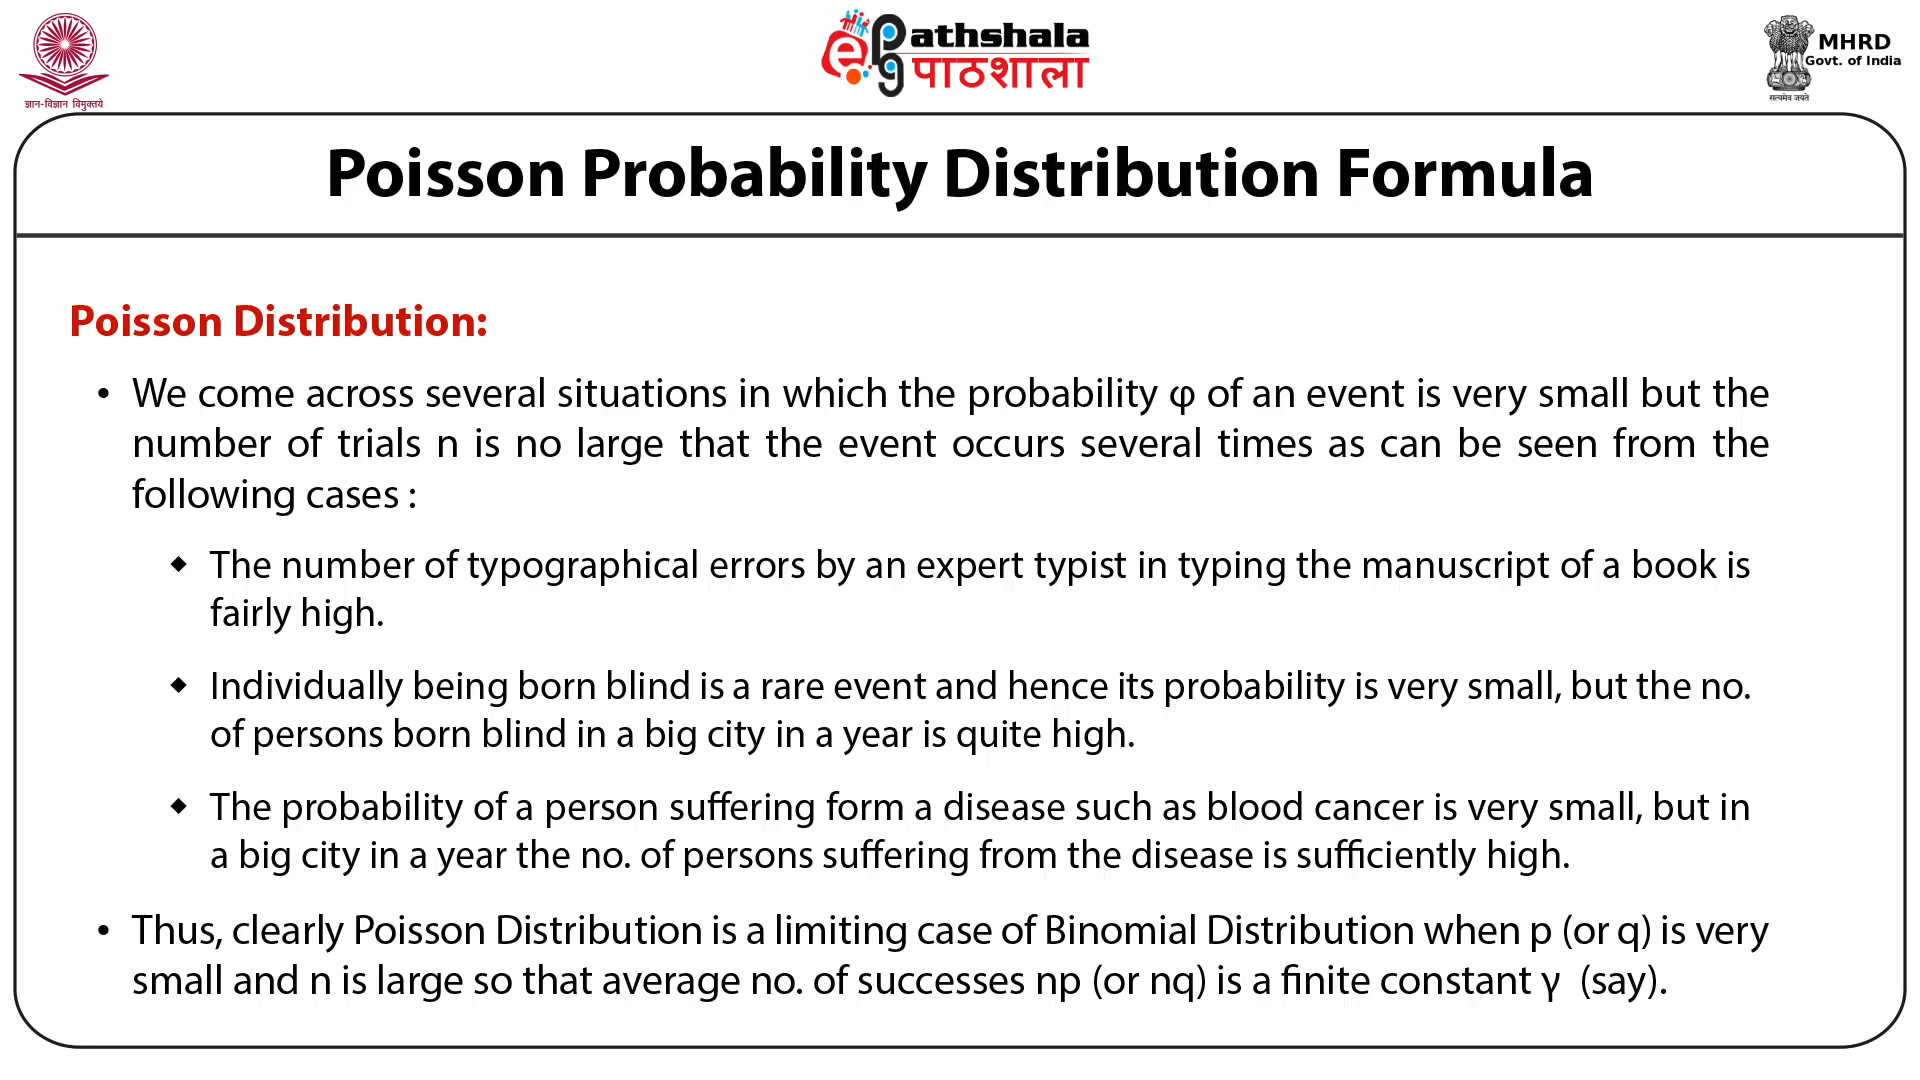 ज्ञान-विज्ञान विमुक्तये
ePg Pathshala
पाठशाला
MHRD
Govt. of India
सत्यमेव जयते
Poisson Probability Distribution Formula
Poisson Distribution:
• We come across several situations in which the probability φ of an event is very small but the
number of trials n is no large that the event occurs several times as can be seen from the
following cases :
◆ The number of typographical errors by an expert typist in typing the manuscript of a book is
fairly high.
◆ Individually being born blind is a rare event and hence its probability is very small, but the no.
of persons born blind in a big city in a year is quite high.
◆ The probability of a person suffering form a disease such as blood cancer is very small, but in
a big city in a year the no. of persons suffering from the disease is sufficiently high.
• Thus, clearly Poisson Distribution is a limiting case of Binomial Distribution when p (or q) is very
small and n is large so that average no. of successes np (or nq) is a finite constant γ (say).